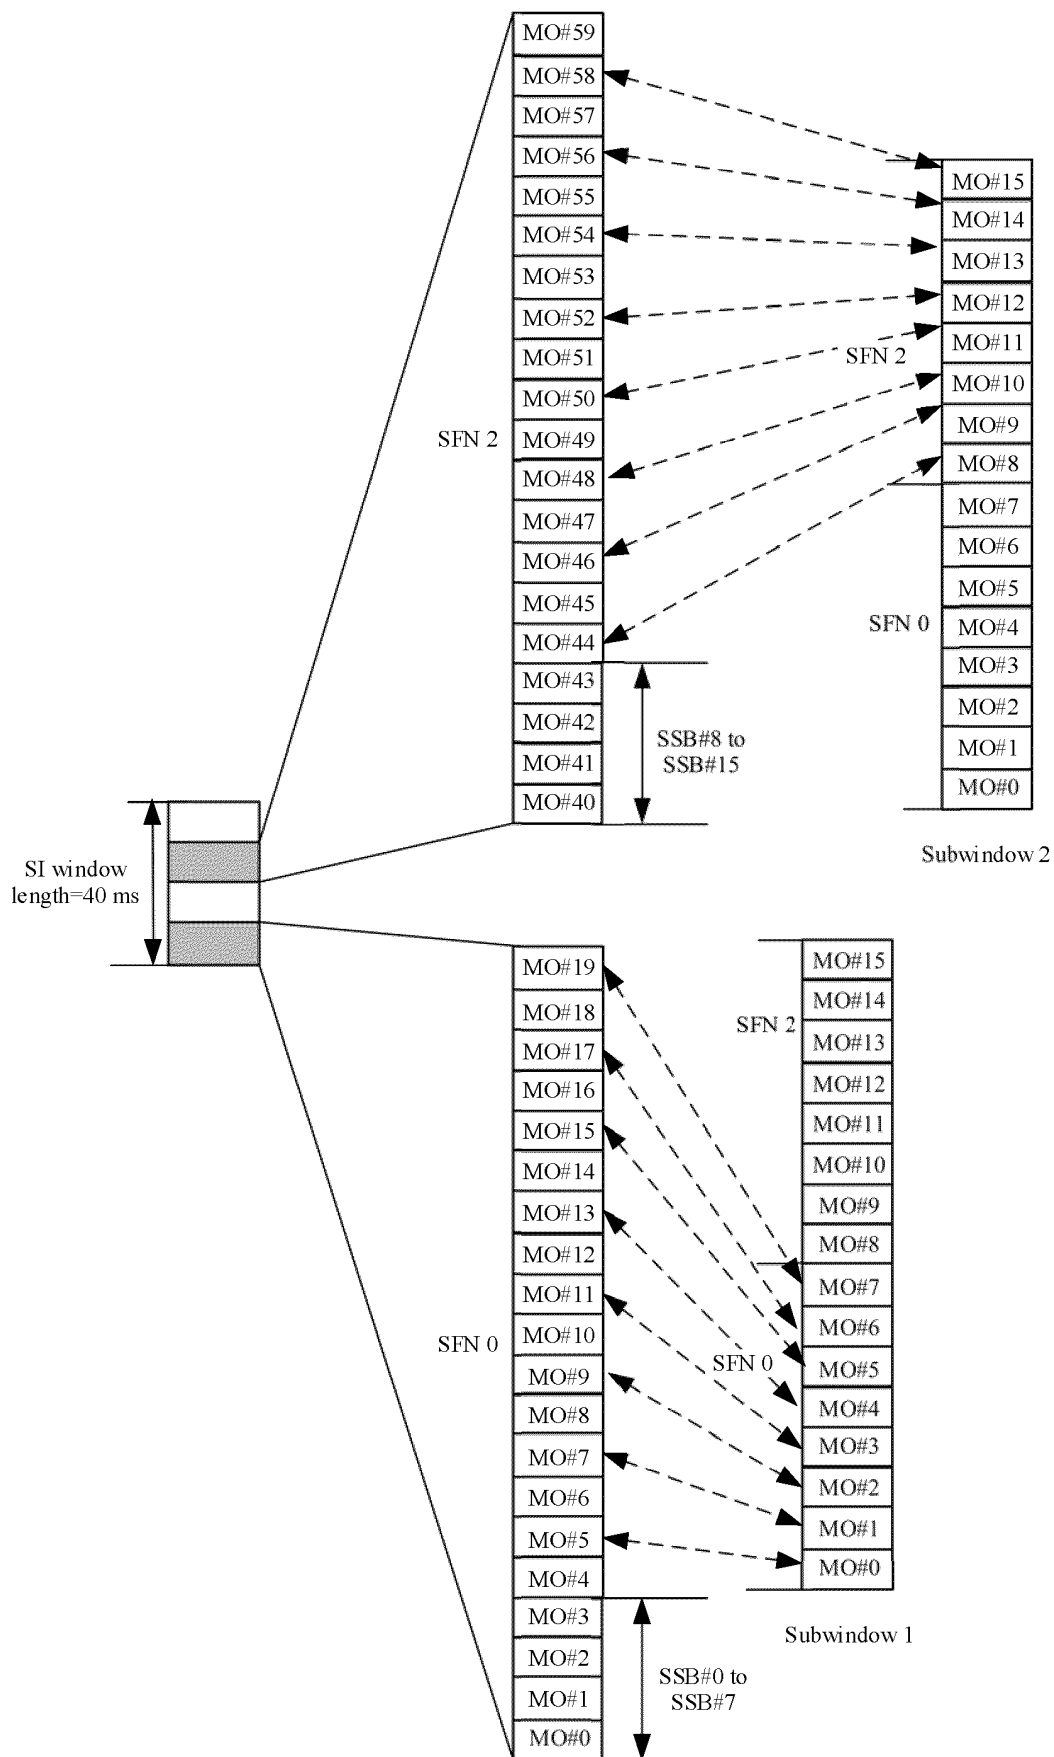 MO#59
MO#58
MO#57
MO#56
MO#55
MO#54
MO#53
MO#52
MO#51
MO#50
MO#49
MO#48
MO#47
MO#46
MO#45
MO#44
MO#43
MO#42
MO#41
MO#40
SFN 2
SSB#8 to
SSB#15
MO#15
MO#14
MO#13
MO#12
MO#11
MO#10
MO#9
MO#8
MO#7
MO#6
MO#5
MO#4
MO#3
MO#2
MO#1
MO#0
SFN 2
SFN 0
Subwindow 2
SI window
length=40 ms
MO#19
MO#18
MO#17
MO#16
MO#15
MO#14
MO#13
MO#12
MO#11
MO#10
MO#9
MO#8
MO#7
MO#6
MO#5
MO#4
MO#3
MO#2
MO#1
MO#0
SFN 0
SSB#0 to
SSB#7
MO#15
MO#14
MO#13
MO#12
MO#11
MO#10
MO#9
MO#8
MO#7
MO#6
MO#5
MO#4
MO#3
MO#2
MO#1
MO#0
SFN 2
SFN 0
Subwindow 1